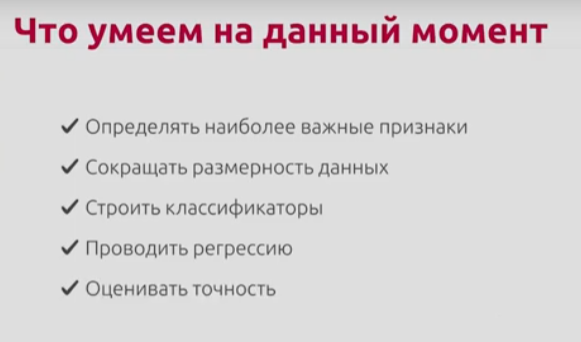 Что умеем на данный момент
✓ Определять наиболее важные признаки
✓ Сокращать размерность данных
✓ Строить классификаторы
✓ Проводить регрессию
✓ Оценивать точность